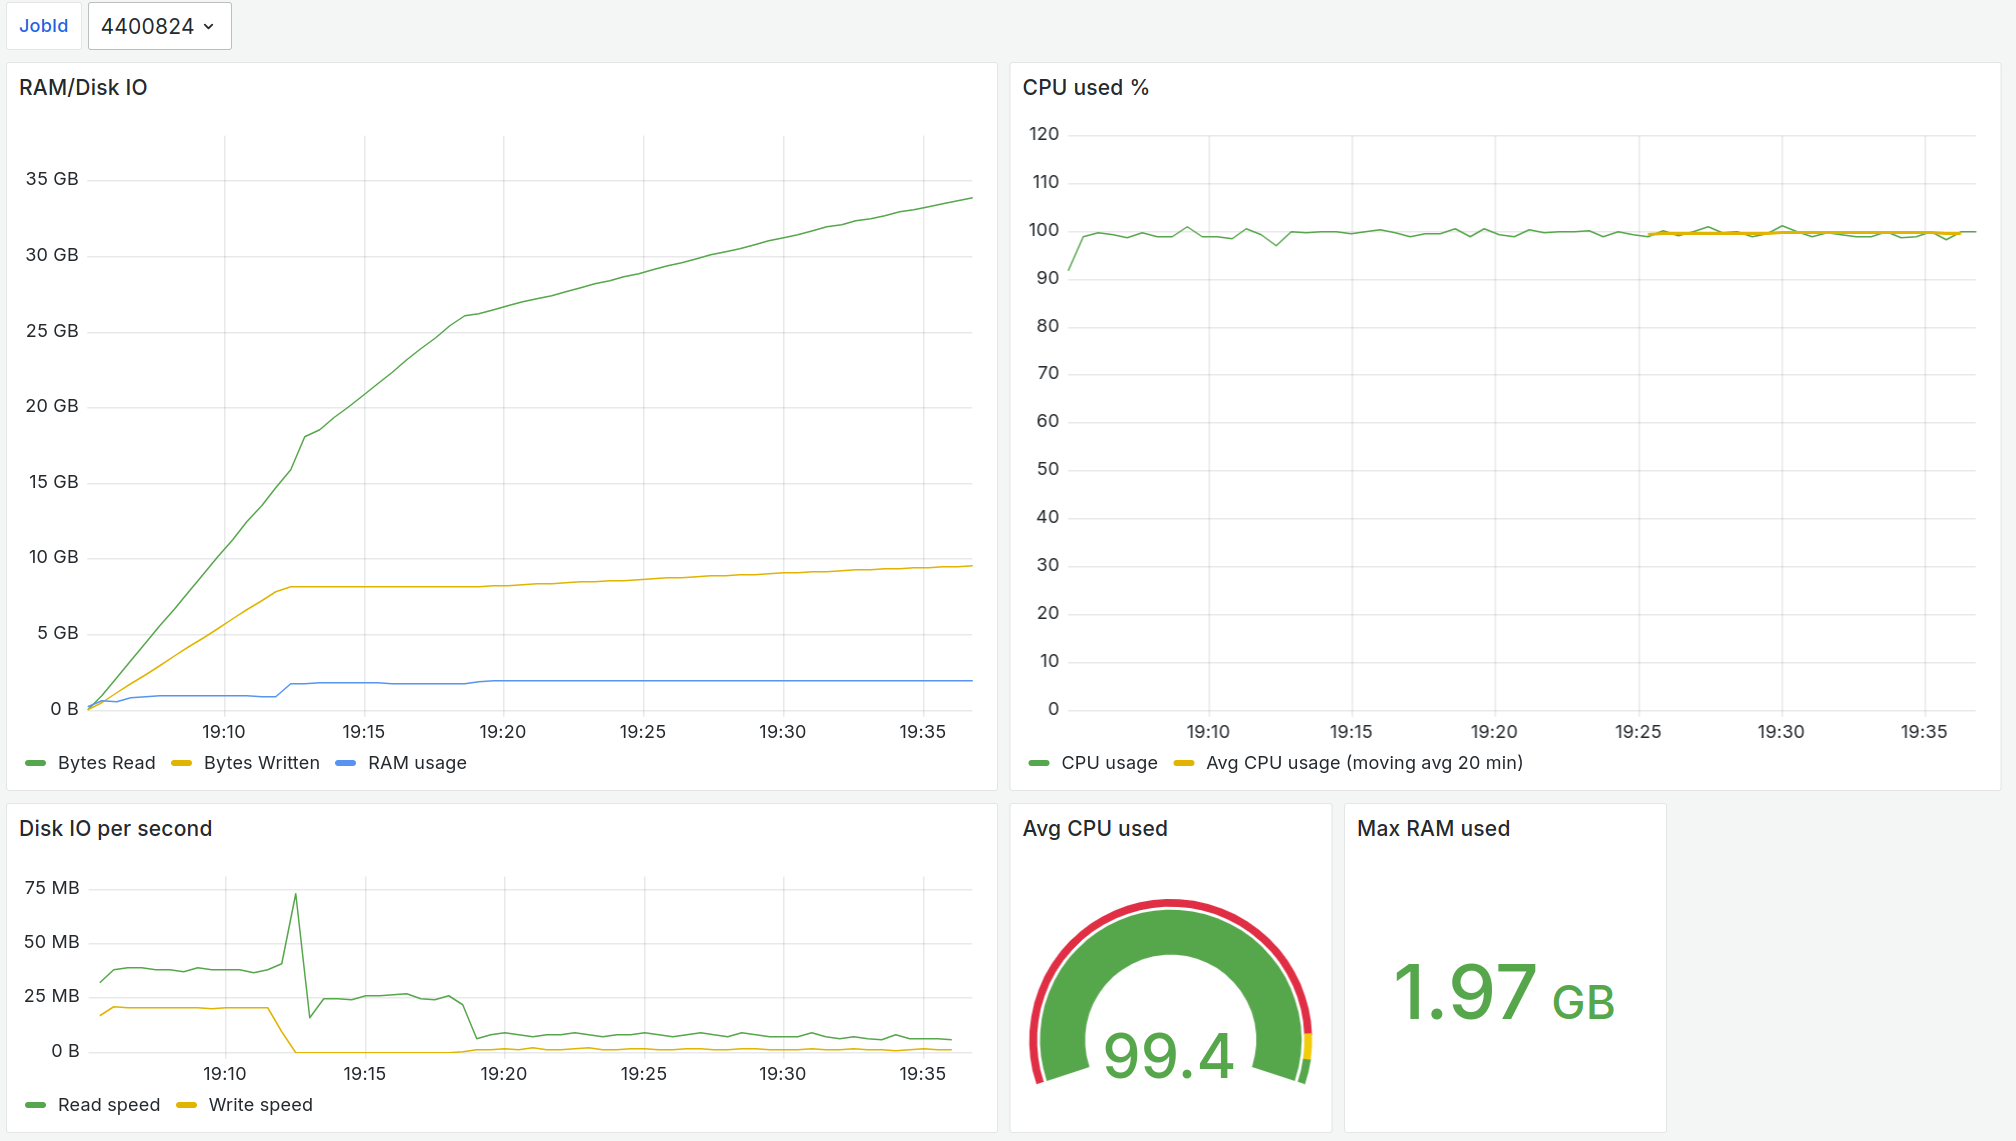 JobId 4400824
RAM/Disk IO
35 GB
30 GB
25 GB
20 GB
15 GB
10 GB
5 GB
0 B
19:10 19:15 19:20 19:25 19:30 19:35
Bytes Read Bytes Written RAM usage
CPU used %
120
110
100
90
80
70
60
50
40
30
20
10
0
19:10 19:15 19:20 19:25 19:30 19:35
CPU usage Avg CPU usage (moving avg 20 min)
Disk IO per second
75 MB
50 MB
25 MB
0 B
19:10 19:15 19:20 19:25 19:30 19:35
Read speed Write speed
Avg CPU used
99.4
Max RAM used
1.97 GB